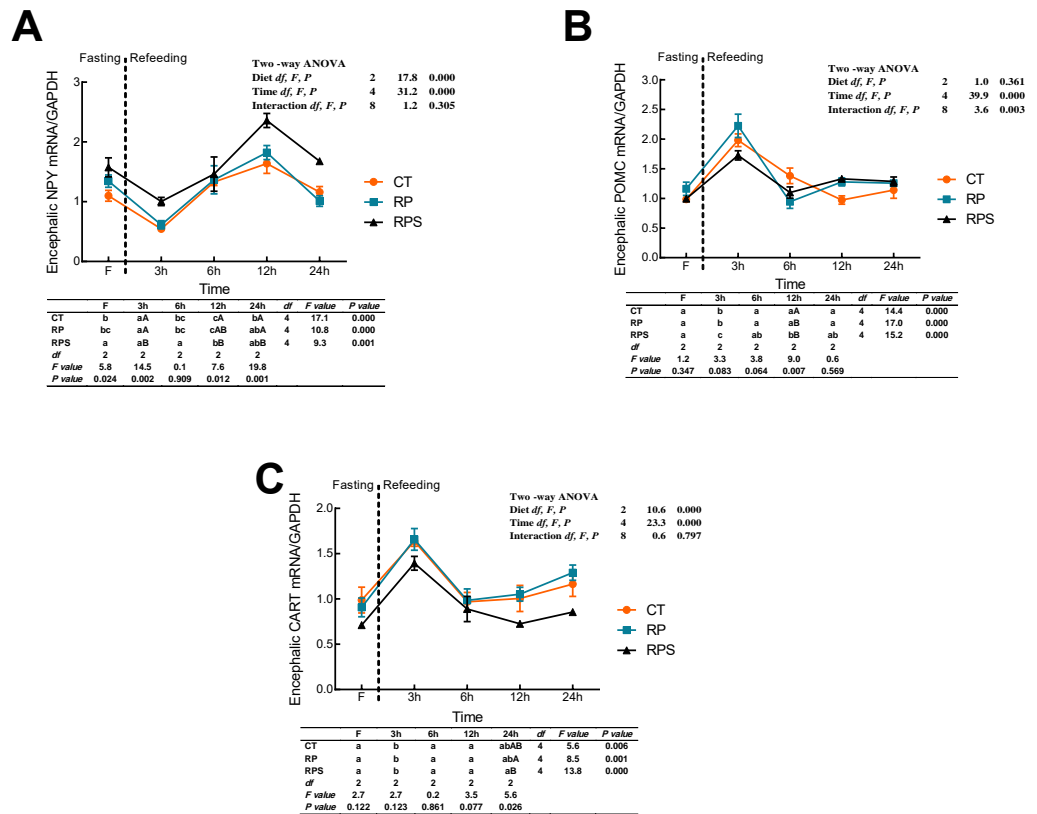 A
Fasting Refeeding
Two -way ANOVA
Diet df, F, P 2 17.8 0.000
Time df, F, P 4 31.2 0.000
Interaction df, F, P 8 1.2 0.305
Encephalic NPY mRNA/GAPDH
3
2
1
0
F 3h 6h 12h 24h
Time
CT
RP
RPS
F 3h 6h 12h 24h df F value P value
CT b aA bc cA bA 4 17.1 0.000
RP bc aA bc cAB abA 4 10.8 0.000
RPS a aB a bB abB 4 9.3 0.001
df 2 2 2 2 2
F value 5.8 14.5 0.1 7.6 19.8
P value 0.024 0.002 0.909 0.012 0.001
B
Fasting Refeeding
Two -way ANOVA
Diet df, F, P 2 1.0 0.361
Time df, F, P 4 39.9 0.000
Interaction df, F, P 8 3.6 0.003
Encephalic POMC mRNA/GAPDH
3.0
2.5
2.0
1.5
1.0
0.5
0.0
F 3h 6h 12h 24h
Time
CT
RP
RPS
F 3h 6h 12h 24h df F value P value
CT a b a aA a 4 14.4 0.000
RP a b a aB a 4 17.0 0.000
RPS a c ab bB ab 4 15.2 0.000
df 2 2 2 2 2
F value 1.2 3.3 3.8 9.0 0.6
P value 0.347 0.083 0.064 0.007 0.569
C
Fasting Refeeding
Two -way ANOVA
Diet df, F, P 2 10.6 0.000
Time df, F, P 4 23.3 0.000
Interaction df, F, P 8 0.6 0.797
Encephalic CART mRNA/GAPDH
2.0
1.5
1.0
0.5
0.0
F 3h 6h 12h 24h
Time
CT
RP
RPS
F 3h 6h 12h 24h df F value P value
CT a b a a abAB 4 5.6 0.006
RP a b a a abA 4 8.5 0.001
RPS a b a a aB 4 13.8 0.000
df 2 2 2 2 2
F value 2.7 2.7 0.2 3.5 5.6
P value 0.122 0.123 0.861 0.077 0.026